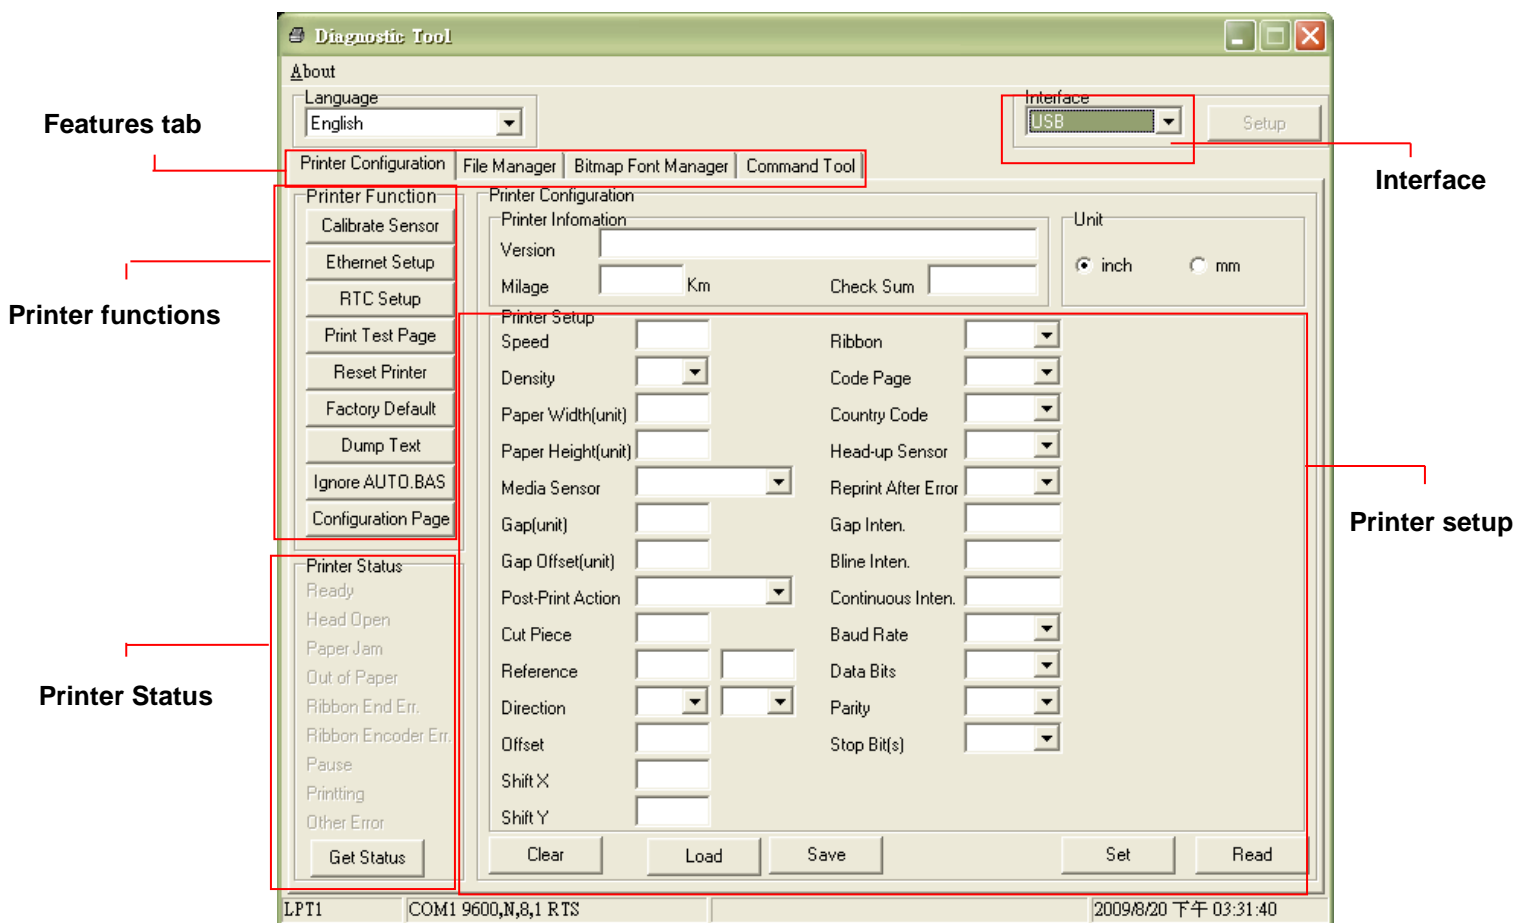 Diagnostic Tool
About
Language
English
Interface
USB
Setup
Features tab
Interface
Printer Configuration
File Manager
Bitmap Font Manager
Command Tool
Printer Function
Calibrate Sensor
Ethernet Setup
RTC Setup
Print Test Page
Reset Printer
Factory Default
Dump Text
Ignore AUTO.BAS
Configuration Page
Printer functions
Printer Configuration
Printer Infomation
Version
Milage
Km
Check Sum
Unit
inch
mm
Printer Setup
Speed
Density
Paper Width(unit)
Paper Height(unit)
Media Sensor
Gap(unit)
Gap Offset(unit)
Post-Print Action
Cut Piece
Reference
Direction
Offset
Shift X
Shift Y
Ribbon
Code Page
Country Code
Head-up Sensor
Reprint After Error
Gap Inten.
Bline Inten.
Continuous Inten.
Baud Rate
Data Bits
Parity
Stop Bit(s)
Printer setup
Printer Status
Ready
Head Open
Paper Jam
Out of Paper
Ribbon End Err.
Ribbon Encoder Err.
Pause
Printting
Other Error
Get Status
Printer Status
Clear
Load
Save
Set
Read
LPT1
COM1 9600,N,8,1 RTS
2009/8/20 下午 03:31:40